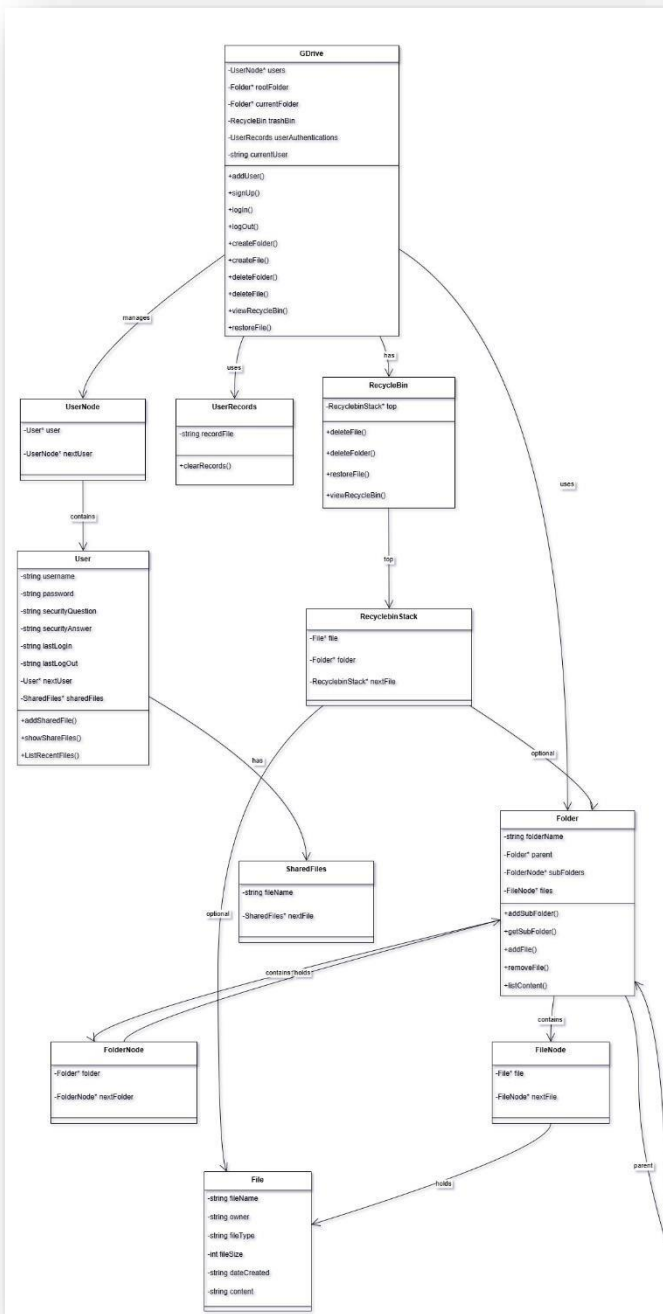 GDrive
-UserNode* users
-Folder* rootFolder
-Folder* currentFolder
-RecycleBin trashBin
-UserRecords userAuthentications
-string currentUser
+addUser()
+signUp()
+logIn()
+logOut()
+createFolder()
+createFile()
+deleteFolder()
+deleteFile()
+viewRecycleBin()
+restoreFile()
manages
uses
has
uses
UserNode
-User* user
-UserNode* nextUser
UserRecords
-string recordFile
+clearRecords()
RecycleBin
-RecyclebinStack* top
+deleteFile()
+deleteFolder()
+restoreFile()
+viewRecycleBin()
contains
top
User
-string username
-string password
-string securityQuestion
-string securityAnswer
-string lastLogIn
-string lastLogOut
-User* nextUser
-SharedFiles* sharedFiles
+addSharedFile()
+showShareFiles()
+ListRecentFiles()
RecyclebinStack
-File* file
-Folder* folder
-RecyclebinStack* nextFile
has
optional
Folder
-string folderName
-Folder* parent
-FolderNode* subFolders
-FileNode* files
+addSubFolder()
+getSubFolder()
+addFile()
+removeFile()
+listContent()
SharedFiles
-string fileName
-SharedFiles* nextFile
optional
contains
holds
contains
FolderNode
-Folder* folder
-FolderNode* nextFolder
FileNode
-File* file
-FileNode* nextFile
parent
holds
File
-string fileName
-string owner
-string fileType
-int fileSize
-string dateCreated
-string content